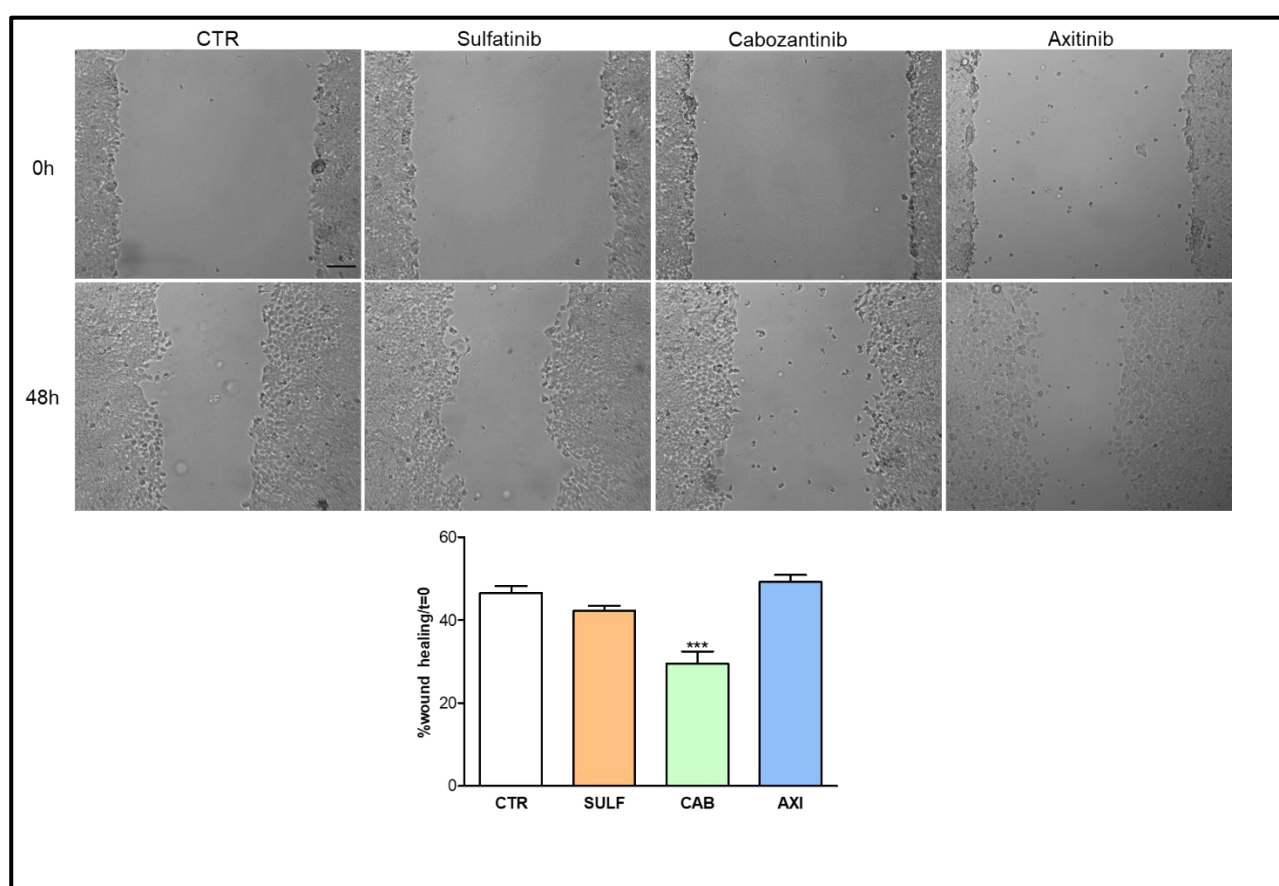 CTR Sulfatinib Cabozantinib Axitinib
0h
48h
%wound healing/t=0
60
40
20
0
***
CTR SULF CAB AXI